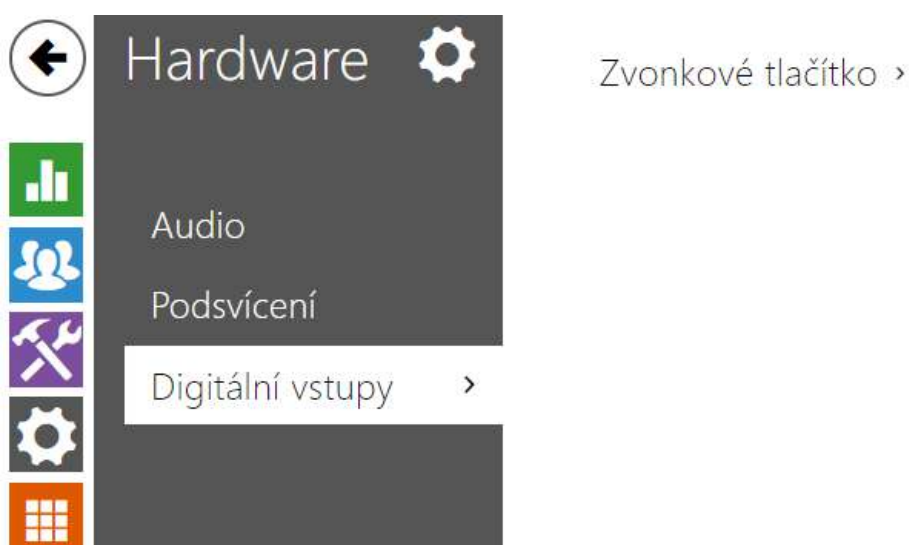 Hardware
Zvonkové tlačítko
Audio
Podsvícení
Digitální vstupy